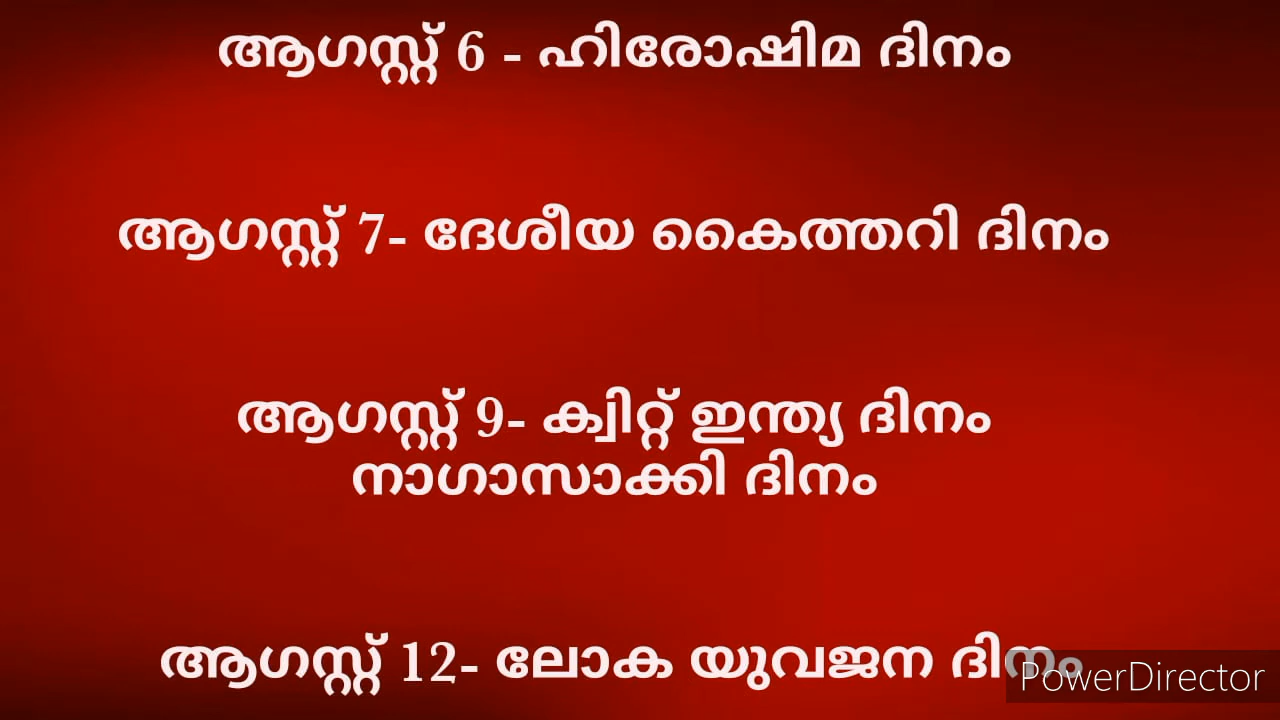 ആഗസ്റ്റ് 6 - ഹിരോഷിമ ദിനം
ആഗസ്റ്റ് 7- ദേശീയ കൈത്തറി ദിനം
ആഗസ്റ്റ് 9- ക്വിറ്റ് ഇന്ത്യ ദിനം
നാഗാസാക്കി ദിനം
ആഗസ്റ്റ് 12- ലോക യുവജന ദിനം
PowerDirector